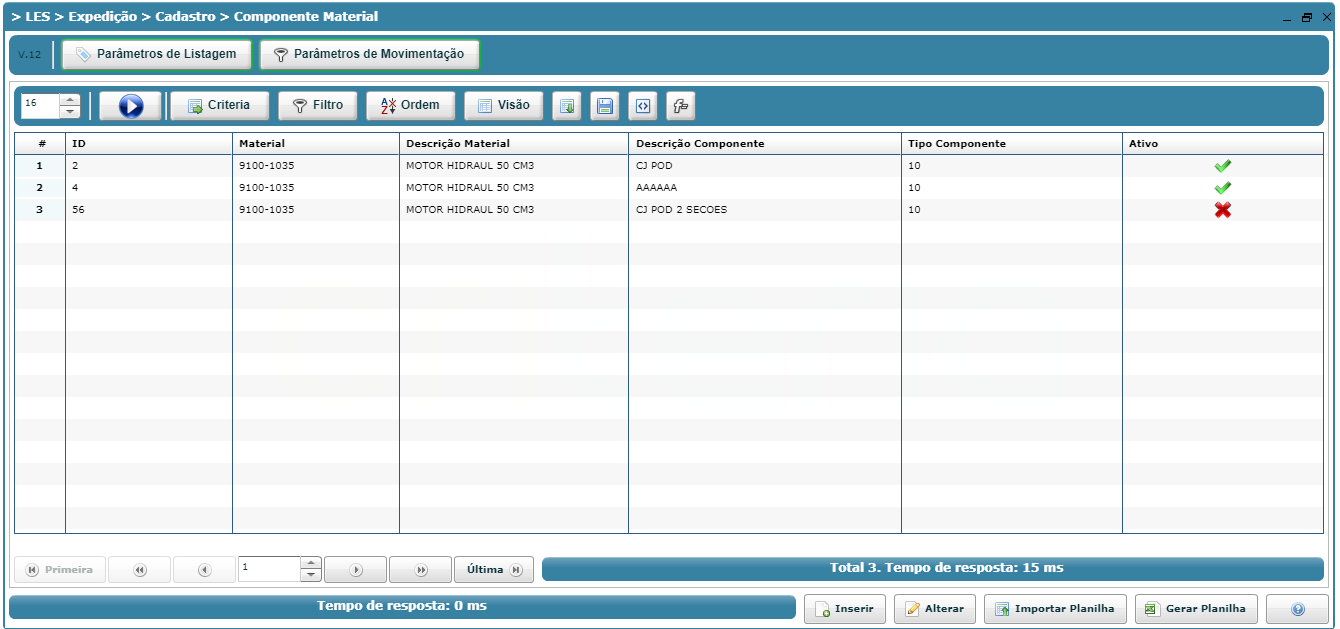 > LES > Expedição > Cadastro > Componente Material
V.12 Parâmetros de Listagem Parâmetros de Movimentação
16 Criteria Filtro Ordem Visão
# ID Material Descrição Material Descrição Componente Tipo Componente Ativo
1 2 9100-1035 MOTOR HIDRAUL 50 CM3 CJ POD 10
2 4 9100-1035 MOTOR HIDRAUL 50 CM3 AAAAAA 10
3 56 9100-1035 MOTOR HIDRAUL 50 CM3 CJ POD 2 SECOES 10
Primeira 1 Última Total 3. Tempo de resposta: 15 ms
Tempo de resposta: 0 ms Inserir Alterar Importar Planilha Gerar Planilha